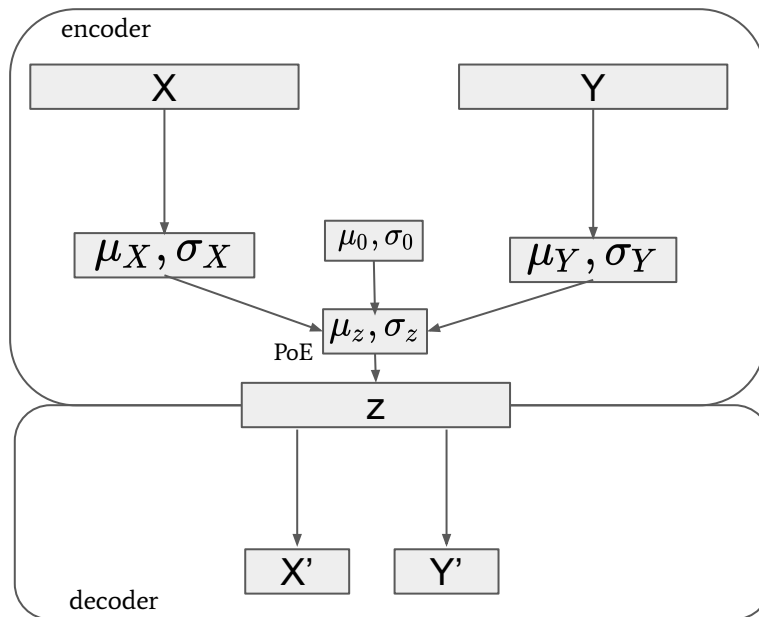 encoder
X
Y
μ_X, σ_X
μ_0, σ_0
μ_Y, σ_Y
μ_z, σ_z
PoE
z
X’
Y’
decoder